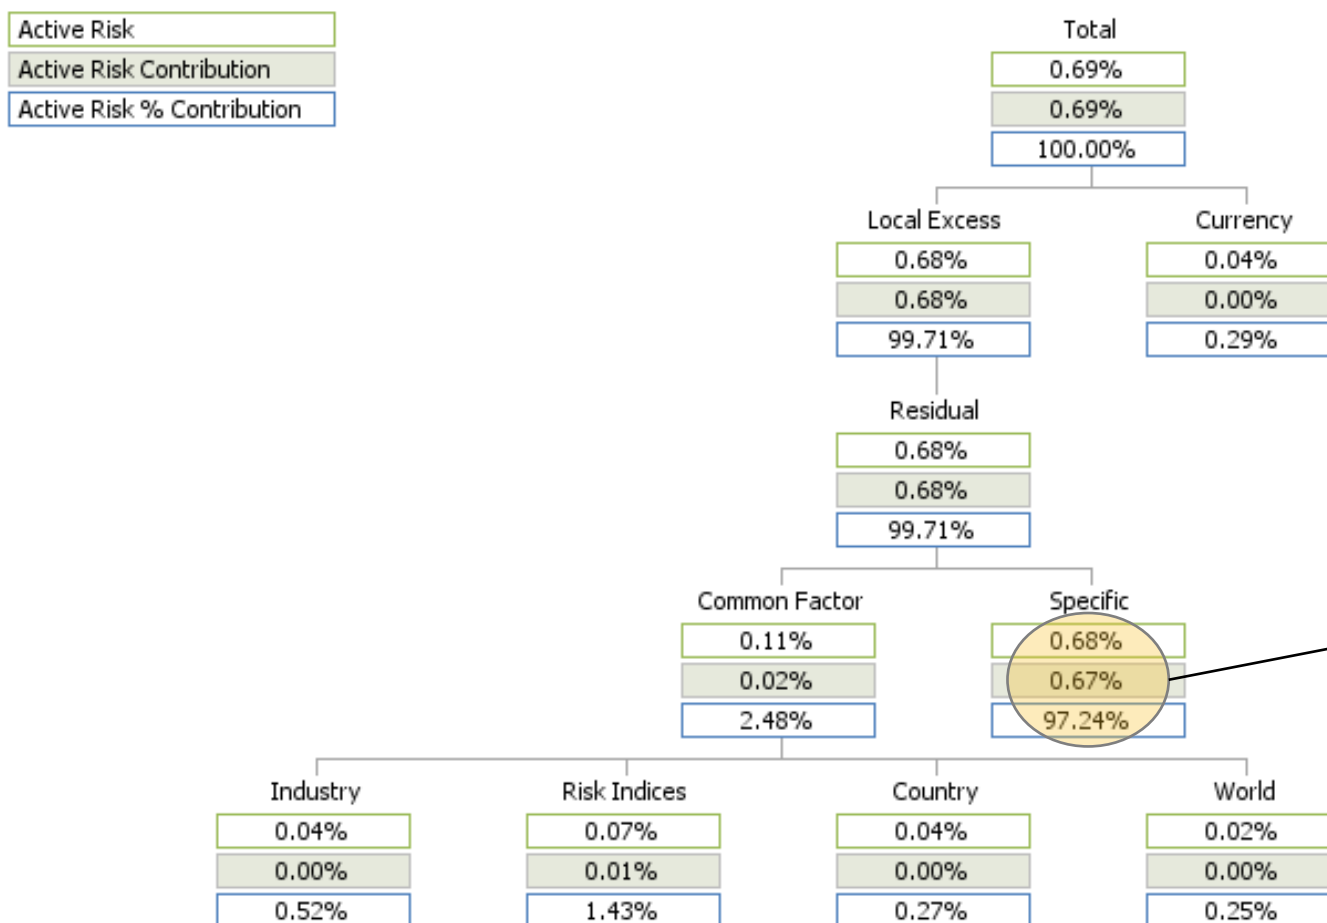 Active Risk
Active Risk Contribution
Active Risk % Contribution
Total
0.69%
0.69%
100.00%
Local Excess
0.68%
0.68%
99.71%
Currency
0.04%
0.00%
0.29%
Residual
0.68%
0.68%
99.71%
Common Factor
0.11%
0.02%
2.48%
Specific
0.68%
0.67%
97.24%
Industry
0.04%
0.00%
0.52%
Risk Indices
0.07%
0.01%
1.43%
Country
0.04%
0.00%
0.27%
World
0.02%
0.00%
0.25%